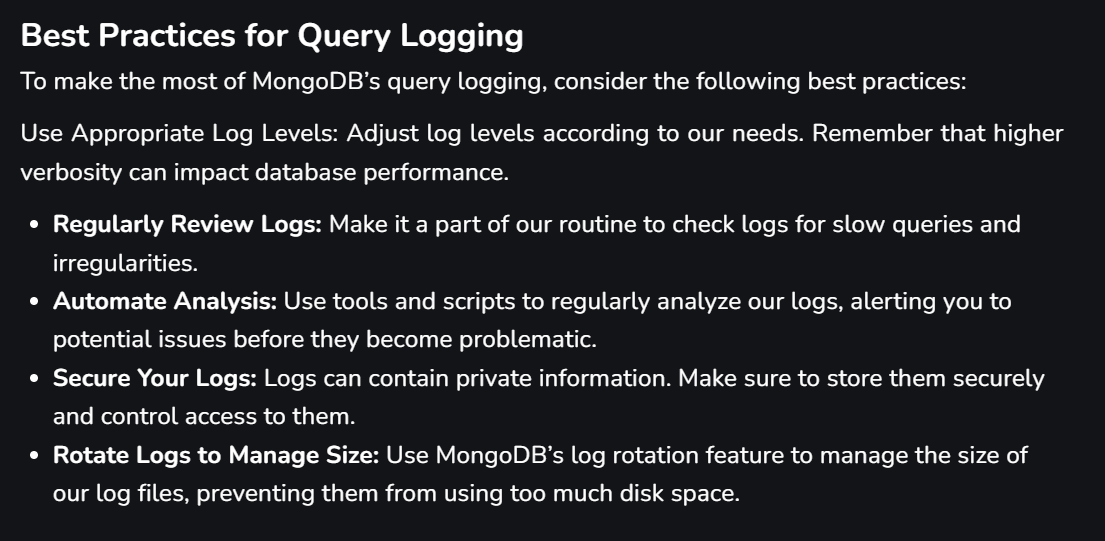 Best Practices for Query Logging
To make the most of MongoDB’s query logging, consider the following best practices:
Use Appropriate Log Levels: Adjust log levels according to our needs. Remember that higher
verbosity can impact database performance.
• Regularly Review Logs: Make it a part of our routine to check logs for slow queries and
irregularities.
• Automate Analysis: Use tools and scripts to regularly analyze our logs, alerting you to
potential issues before they become problematic.
• Secure Your Logs: Logs can contain private information. Make sure to store them securely
and control access to them.
• Rotate Logs to Manage Size: Use MongoDB’s log rotation feature to manage the size of
our log files, preventing them from using too much disk space.